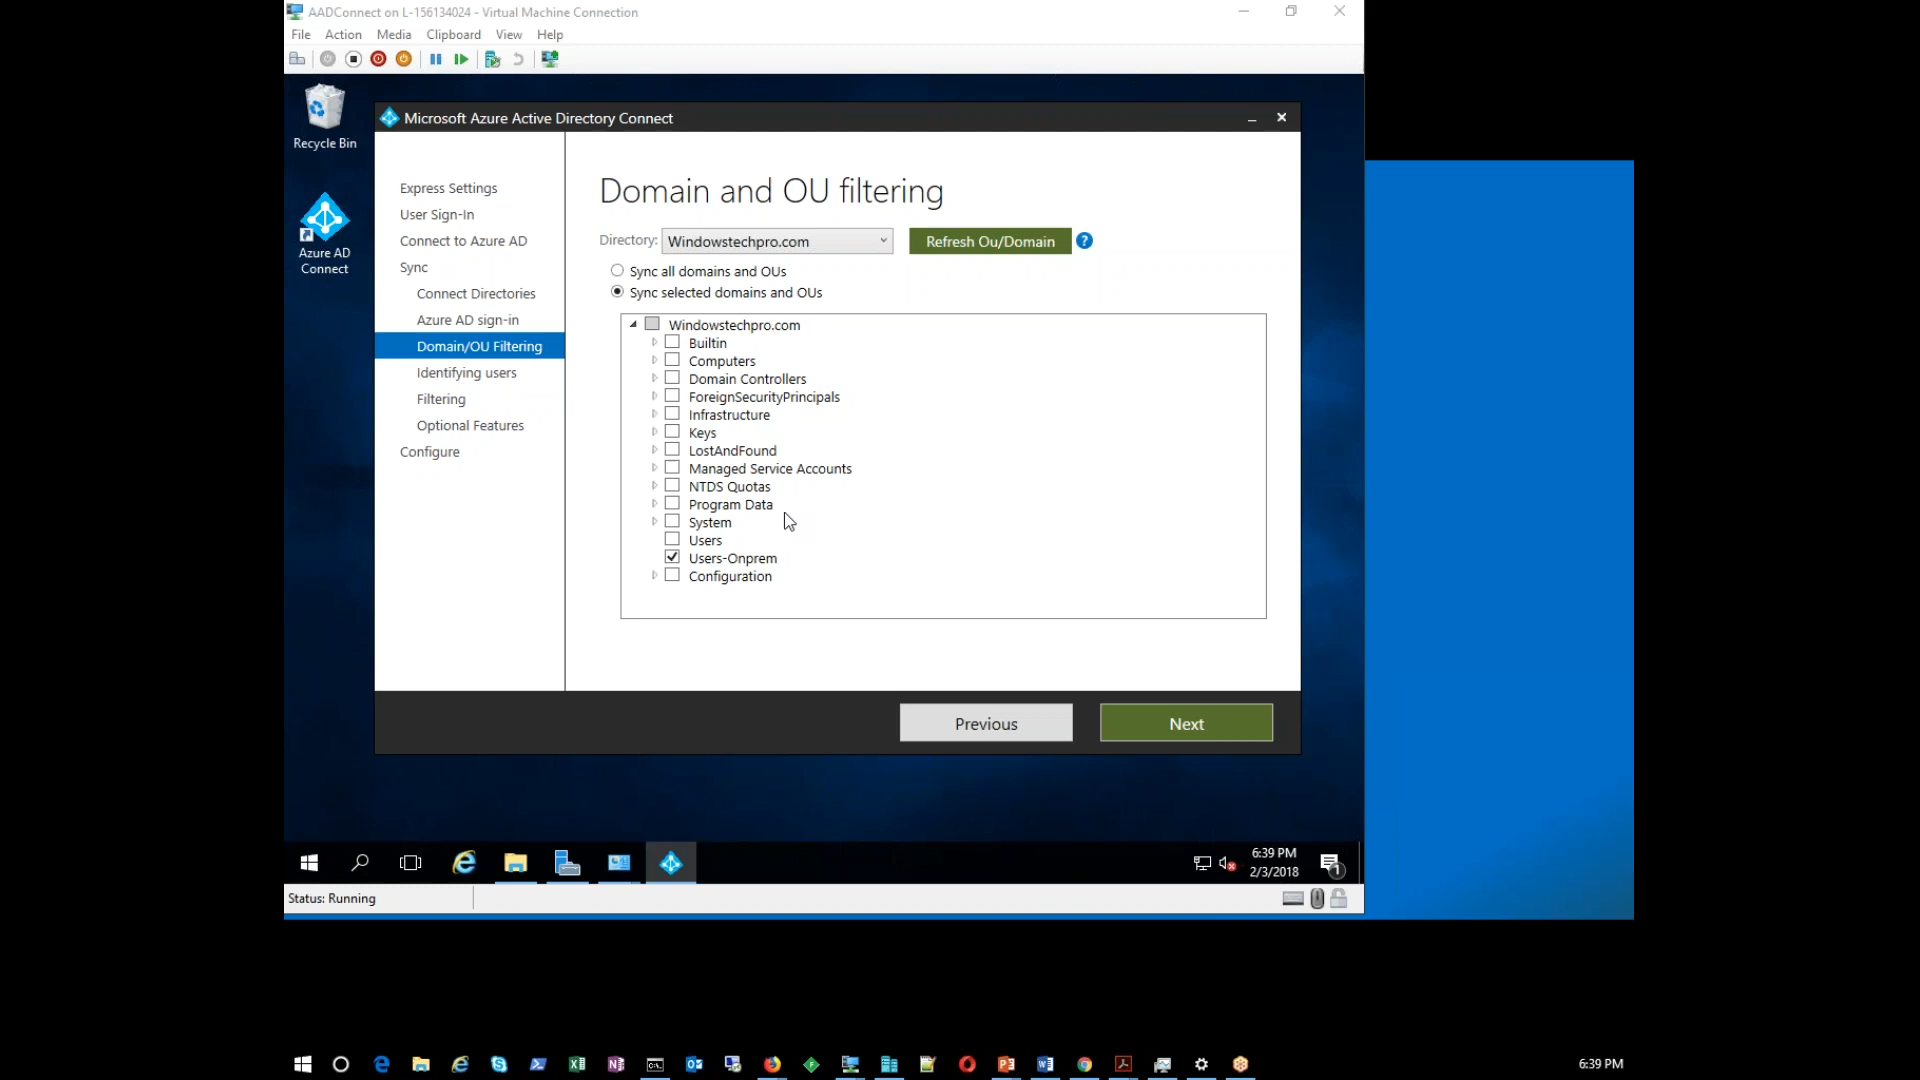 AADConnect on L-156134024 - Virtual Machine Connection
File Action Media Clipboard View Help
Recycle Bin
Azure AD
Connect
Microsoft Azure Active Directory Connect
Express Settings
User Sign-In
Connect to Azure AD
Sync
Connect Directories
Azure AD sign-in
Domain/OU Filtering
Identifying users
Filtering
Optional Features
Configure
Domain and OU filtering
Directory: Windowstechpro.com Refresh Ou/Domain ?
Sync all domains and OUs
Sync selected domains and OUs
Windowstechpro.com
Builtin
Computers
Domain Controllers
ForeignSecurityPrincipals
Infrastructure
Keys
LostAndFound
Managed Service Accounts
NTDS Quotas
Program Data
System
Users
Users-Onprem
Configuration
Previous Next
6:39 PM
2/3/2018
1
Status: Running
6:39 PM